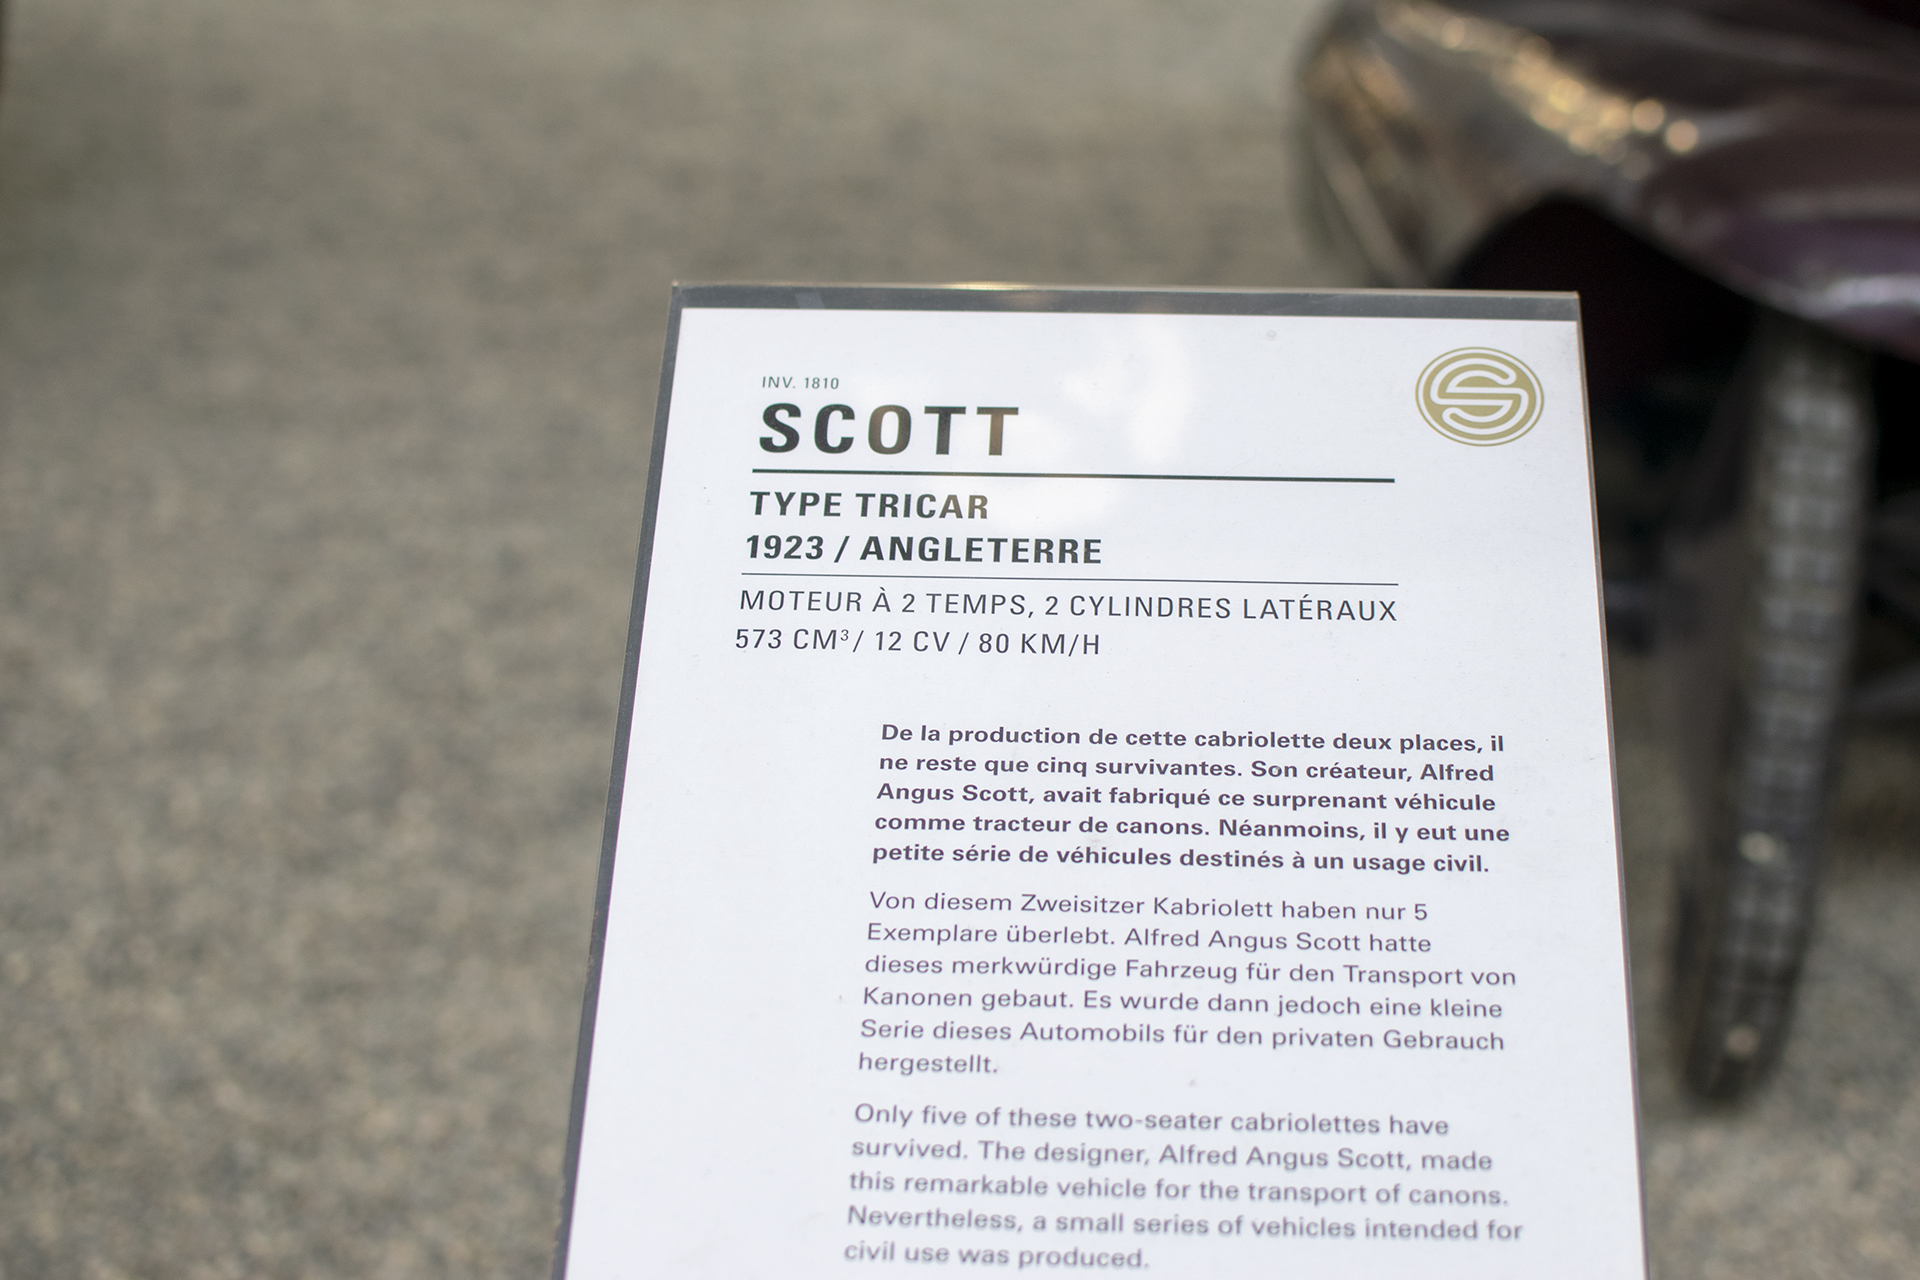 INV. 1810
SCOTT
TYPE TRICAR
1923 / ANGLETERRE
MOTEUR À 2 TEMPS, 2 CYLINDRES LATÉRAUX
573 CM³/ 12 CV / 80 KM/H
De la production de cette cabriolette deux places, il
ne reste que cinq survivantes. Son créateur, Alfred
Angus Scott, avait fabriqué ce surprenant véhicule
comme tracteur de canons. Néanmoins, il y eut une
petite série de véhicules destinés à un usage civil.
Von diesem Zweisitzer Kabriolett haben nur 5
Exemplare überlebt. Alfred Angus Scott hatte
dieses merkwürdige Fahrzeug für den Transport von
Kanonen gebaut. Es wurde dann jedoch eine kleine
Serie dieses Automobils für den privaten Gebrauch
hergestellt.
Only five of these two-seater cabriolettes have
survived. The designer, Alfred Angus Scott, made
this remarkable vehicle for the transport of canons.
Nevertheless, a small series of vehicles intended for
civil use was produced.